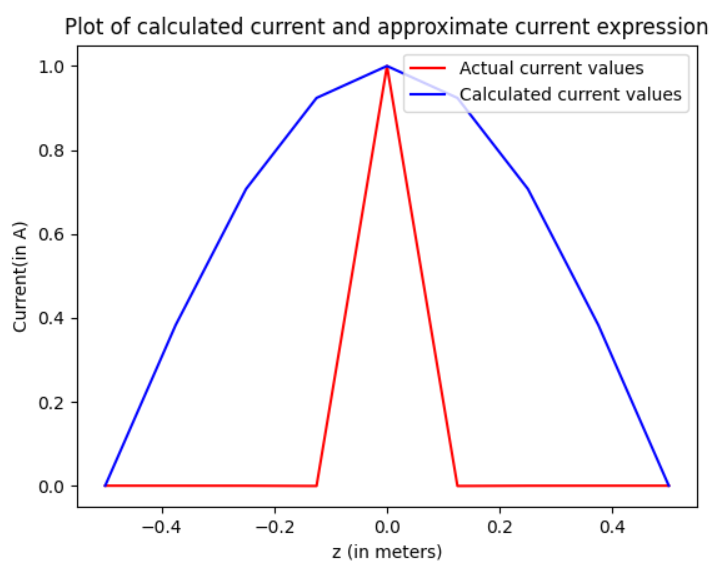 Plot of calculated current and approximate current expression
Actual current values
Calculated current values
Current(in A)
1.0
0.8
0.6
0.4
0.2
0.0
−0.4
−0.2
0.0
0.2
0.4
z (in meters)